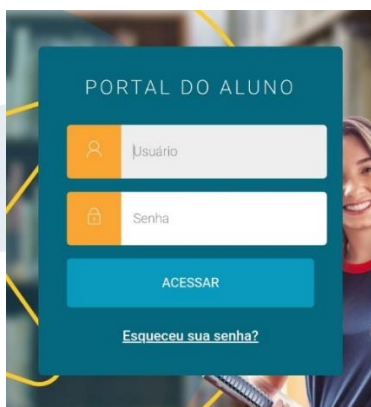 PORTAL DO ALUNO
Usuário
Senha
ACESSAR
Esqueceu sua senha?